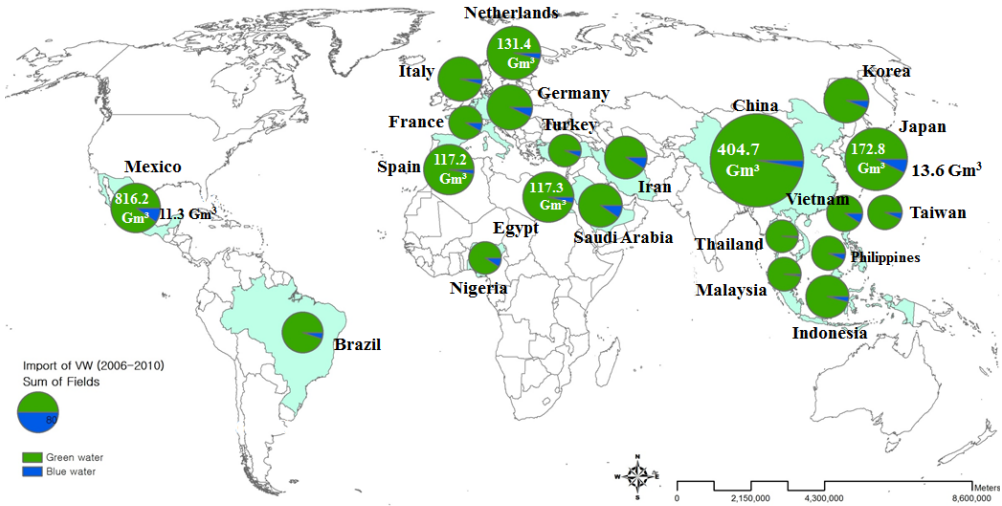 Netherlands
131.4
Gm³
Italy
Germany
France
Turkey
Korea
China
404.7
Gm³
Japan
172.8
Gm³
13.6 Gm³
Spain
117.2
Gm³
Iran
Mexico
816.2
Gm³
11.3 Gm³
117.3
Gm³
Egypt
Saudi Arabia
Vietnam
Taiwan
Thailand
Philippines
Nigeria
Malaysia
Indonesia
Brazil
Import of VW (2006-2010)
Sum of Fields
80
Green water
Blue water
N
W E
S
Meters
0 2,150,000 4,300,000 8,600,000